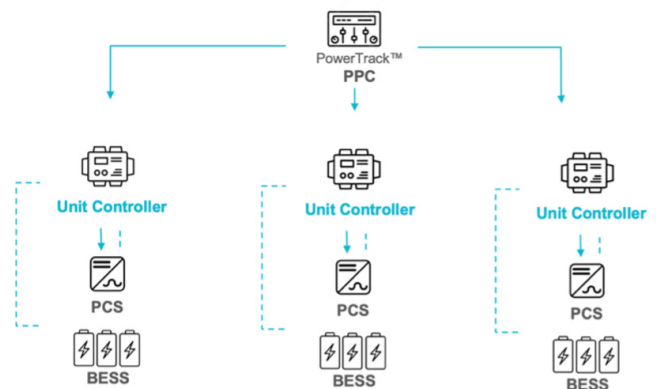 PowerTrack™
PPC
Unit Controller
Unit Controller
Unit Controller
PCS
PCS
PCS
BESS
BESS
BESS